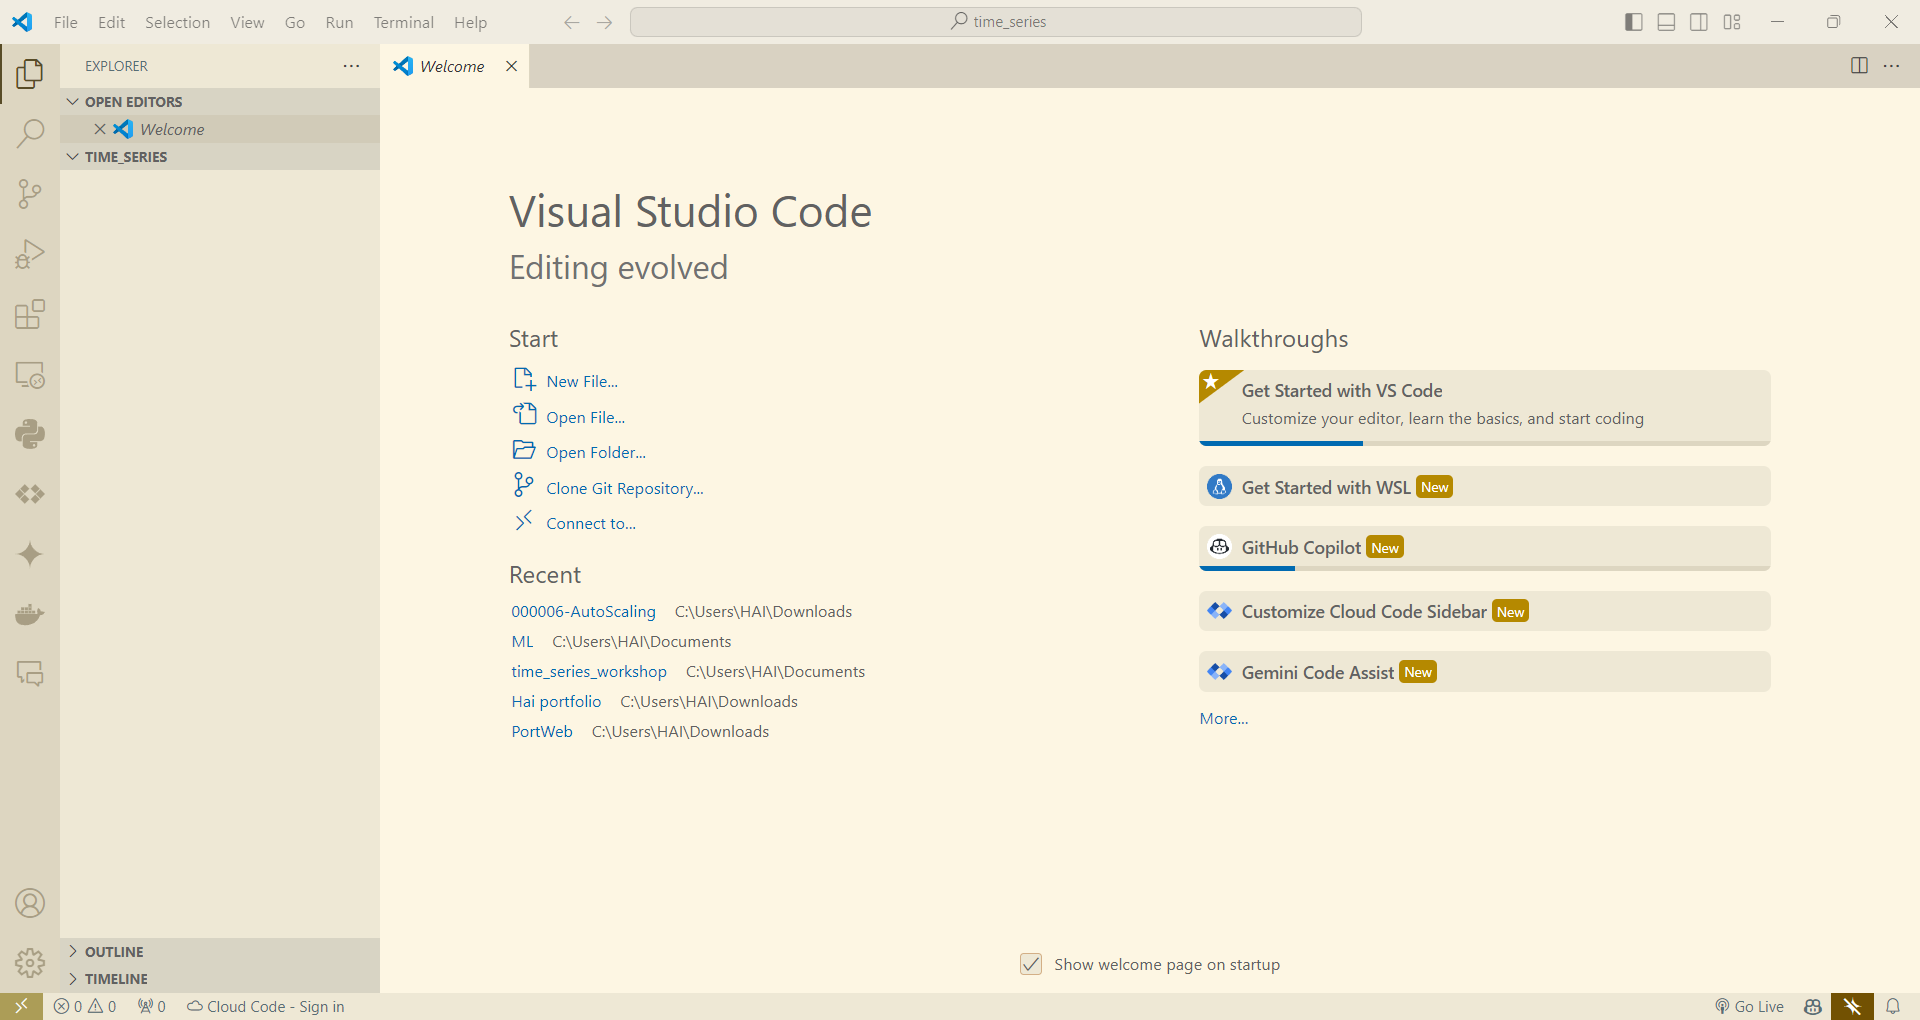 File Edit Selection View Go Run Terminal Help
time_series
EXPLORER
Welcome
OPEN EDITORS
Welcome
TIME_SERIES
Visual Studio Code
Editing evolved
Start
New File...
Open File...
Open Folder...
Clone Git Repository...
Connect to...
Recent
000006-AutoScaling C:\Users\HAI\Downloads
ML C:\Users\HAI\Documents
time_series_workshop C:\Users\HAI\Documents
Hai portfolio C:\Users\HAI\Downloads
PortWeb C:\Users\HAI\Downloads
Walkthroughs
Get Started with VS Code
Customize your editor, learn the basics, and start coding
Get Started with WSL New
GitHub Copilot New
Customize Cloud Code Sidebar New
Gemini Code Assist New
More...
Show welcome page on startup
OUTLINE
TIMELINE
0 0 0 Cloud Code - Sign in Go Live